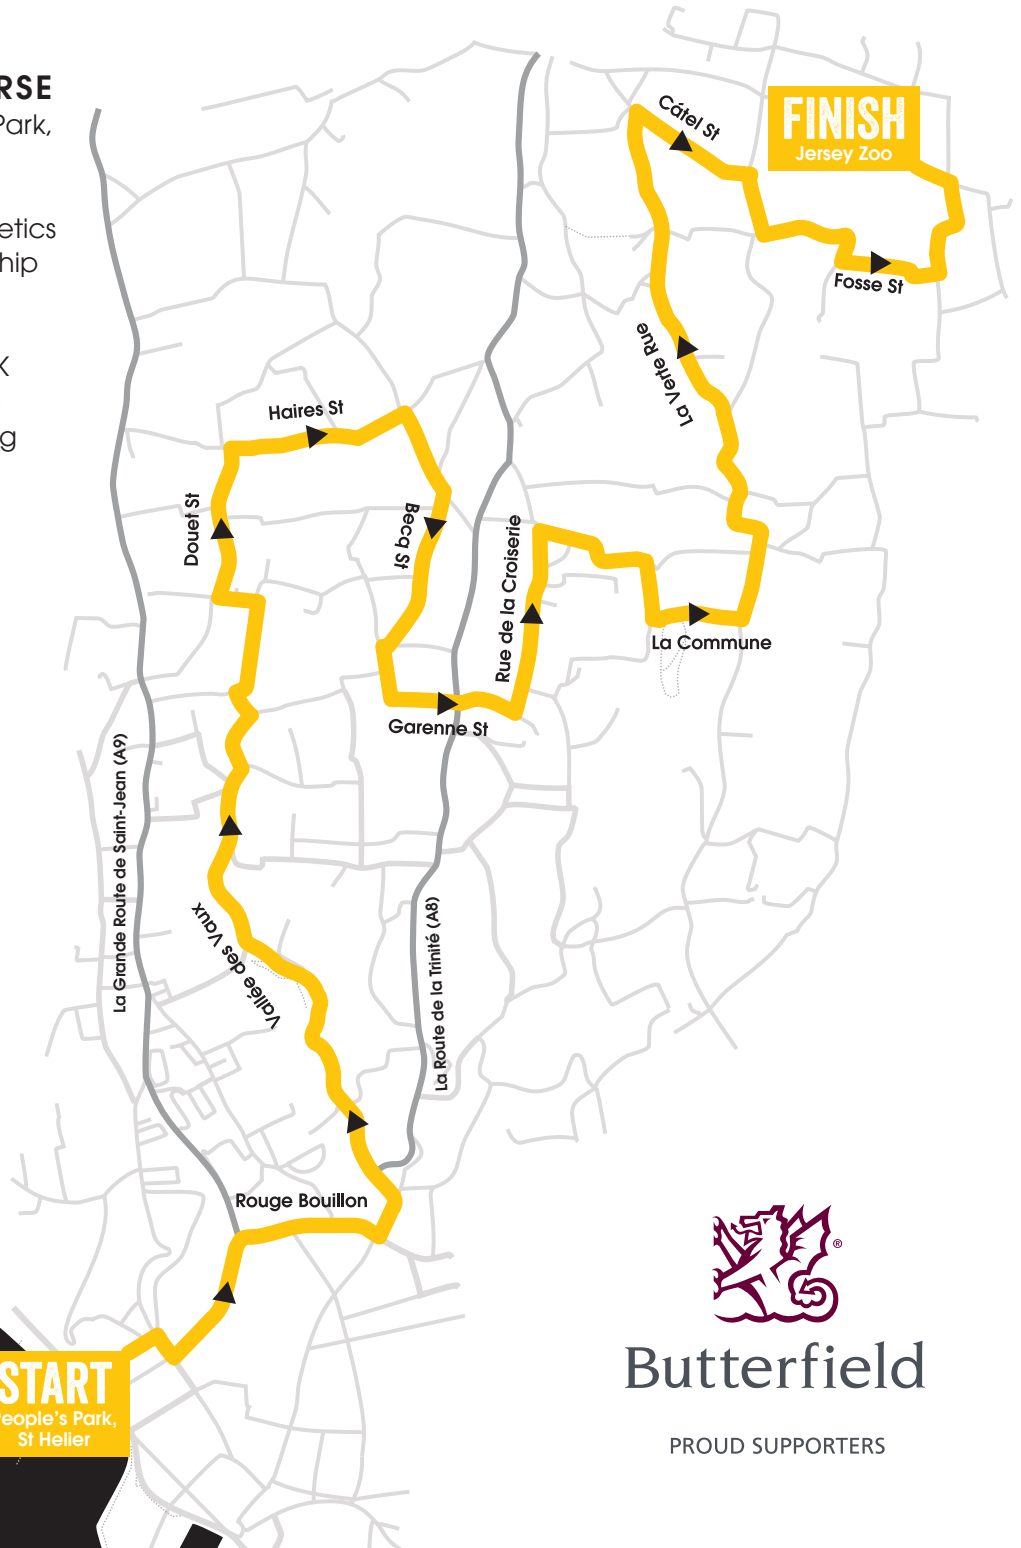 RSE
Park,
etics
hip
X
g
FINISH
Jersey Zoo
Câtel St
Fosse St
La Verte Rue
Haires St
Douet St
Becq St
Rue de la Croiserie
La Commune
Garenne St
La Grande Route de Saint-Jean (A9)
Vallée des Vaux
La Route de la Trinité (A8)
Rouge Bouillon
START
People's Park,
St Helier
®
Butterfield
PROUD SUPPORTERS